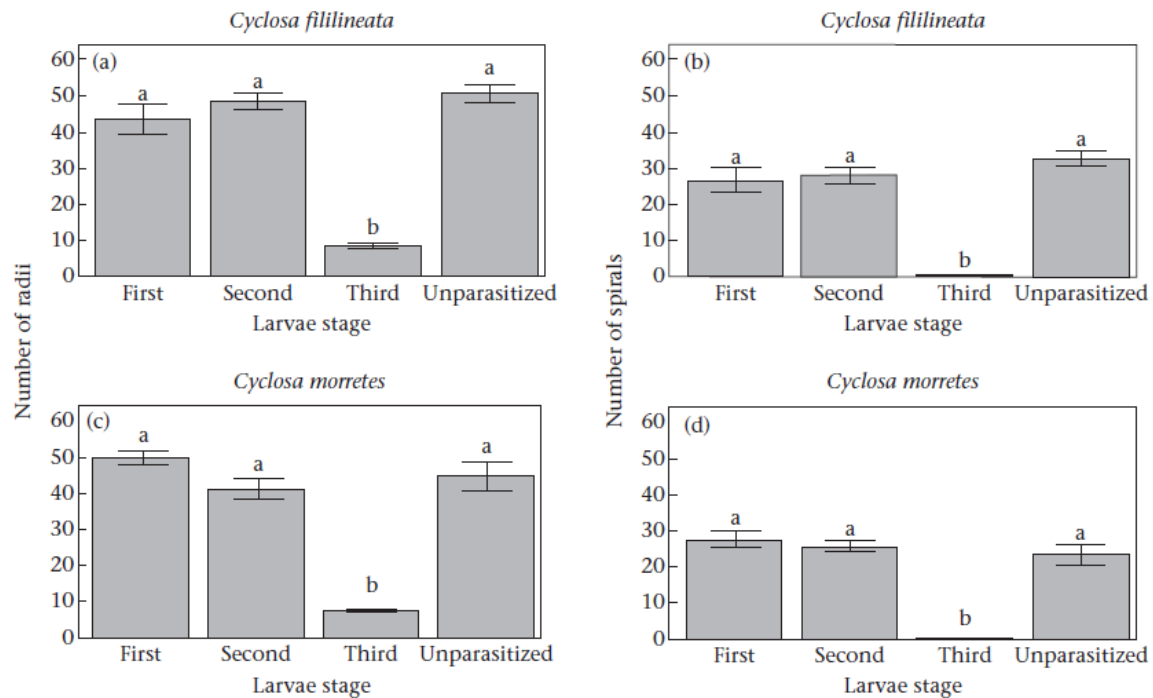 Cyclosa fililineata
(a)
60
50
40
30
20
10
0
a
a
b
a
First Second Third Unparasitized
Larvae stage
Number of radii
Cyclosa fililineata
(b)
60
50
40
30
20
10
0
a
a
b
a
First Second Third Unparasitized
Larvae stage
Number of spirals
Cyclosa morretes
(c)
60
50
40
30
20
10
0
a
a
b
a
First Second Third Unparasitized
Larvae stage
Cyclosa morretes
(d)
60
50
40
30
20
10
0
a
a
b
a
First Second Third Unparasitized
Larvae stage